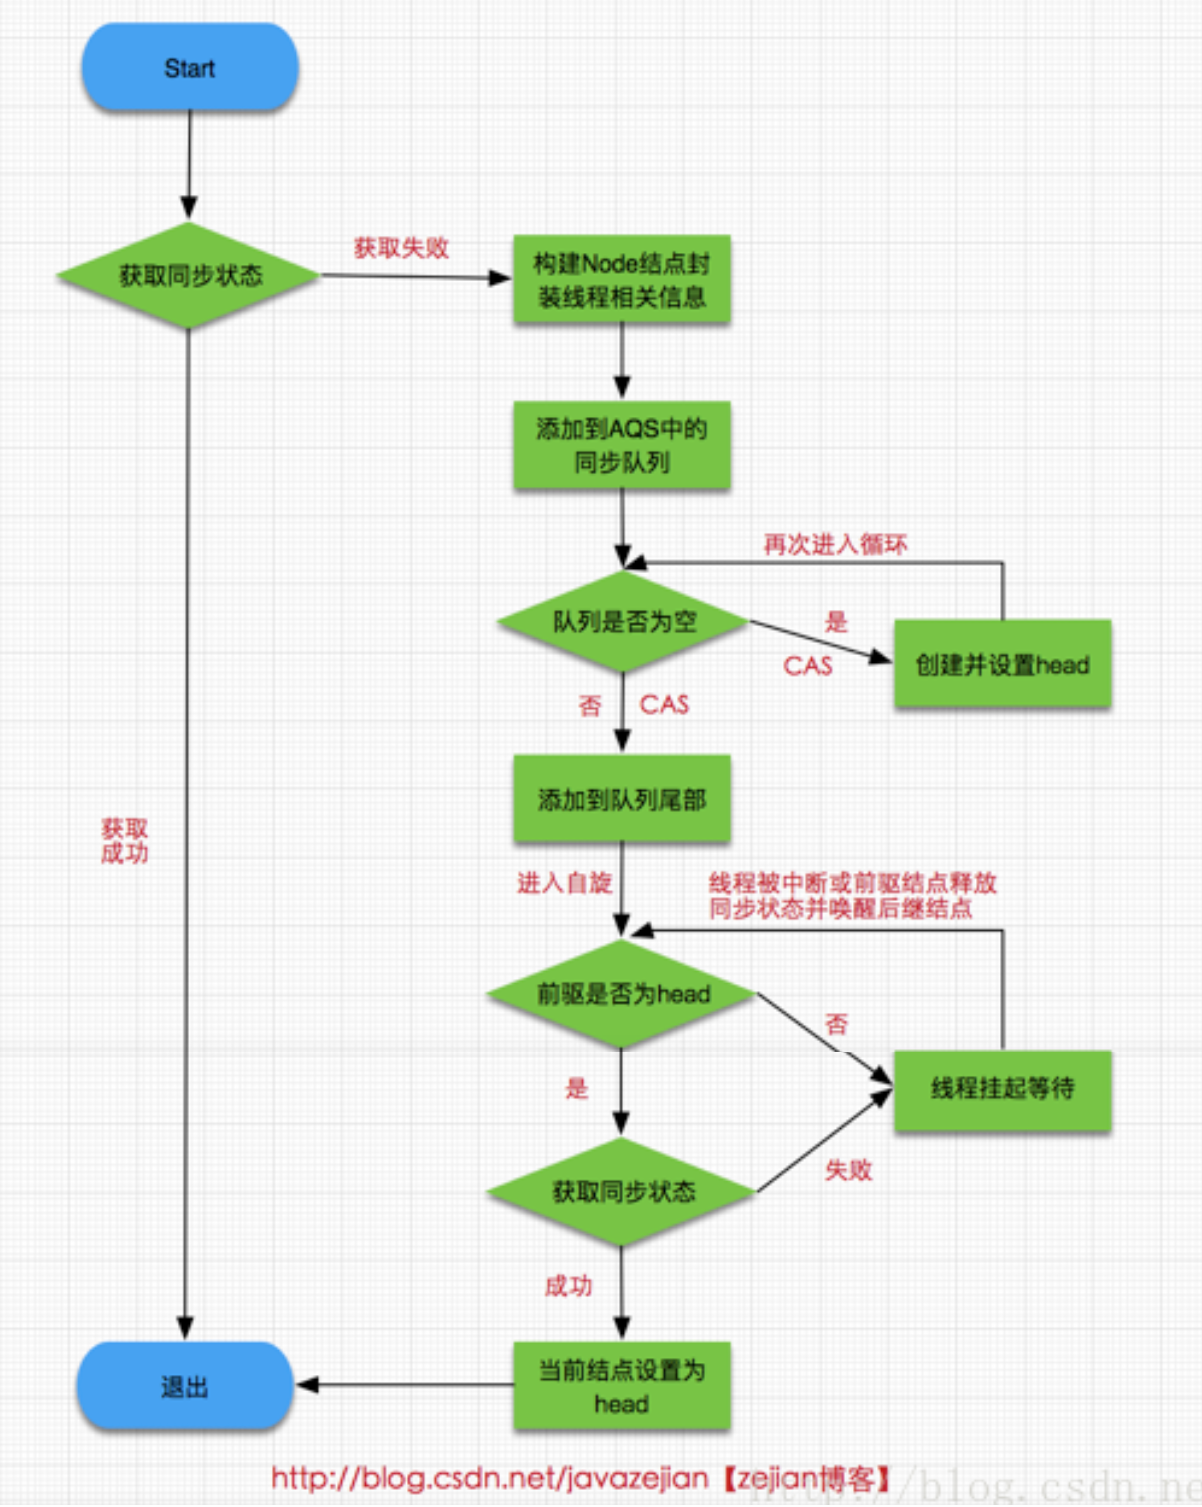 Start
获取同步状态
获取失败
构建Node结点封
装线程相关信息
添加到AQS中的
同步队列
再次进入循环
队列是否为空
是
CAS
创建并设置head
否
CAS
添加到队列尾部
获取
成功
进入自旋
线程被中断或前驱结点释放
同步状态并唤醒后继结点
前驱是否为head
否
线程挂起等待
是
获取同步状态
失败
成功
当前结点设置为
head
退出
http://blog.csdn.net/javazejian【zejian博客】
http://blog.csdn.ne